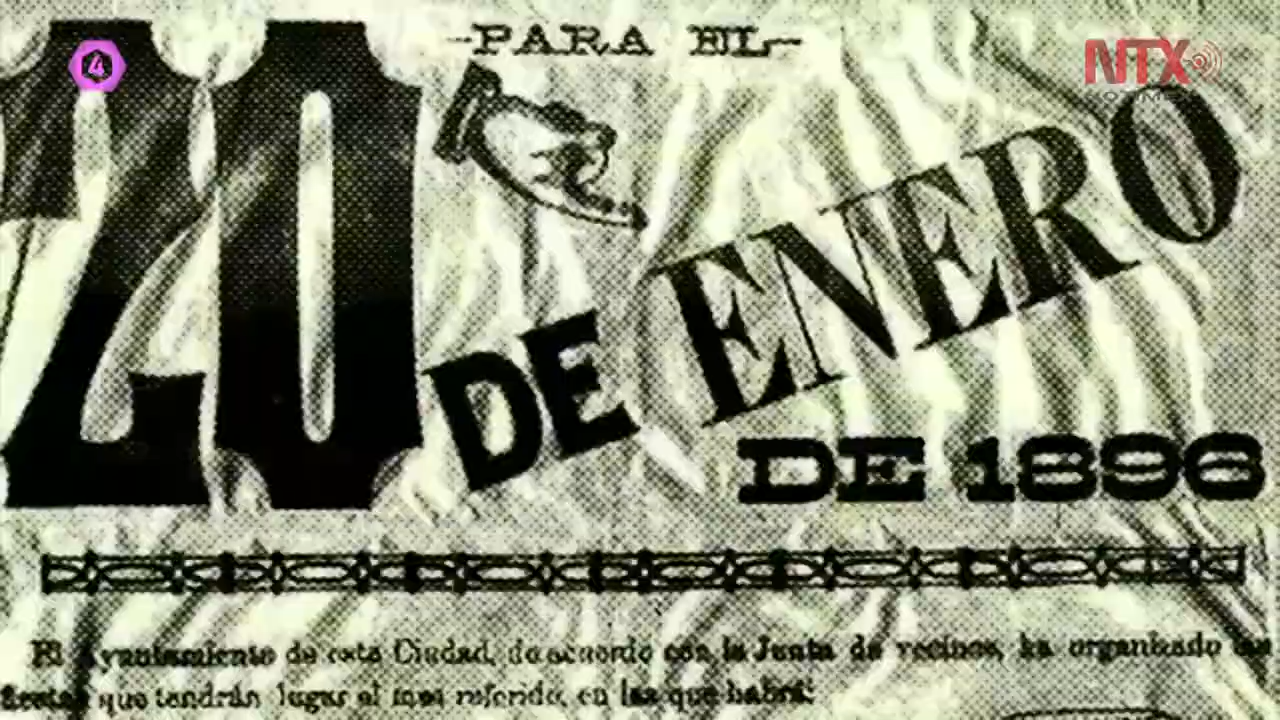 4
NTX
-PARA EL-
20 DE ENERO
DE 1896
El Ayuntamiento de esta Ciudad, de acuerdo con la Junta de vecinos, ha organizado las
fiestas que tendrán lugar el mes referido, en las que habrá: